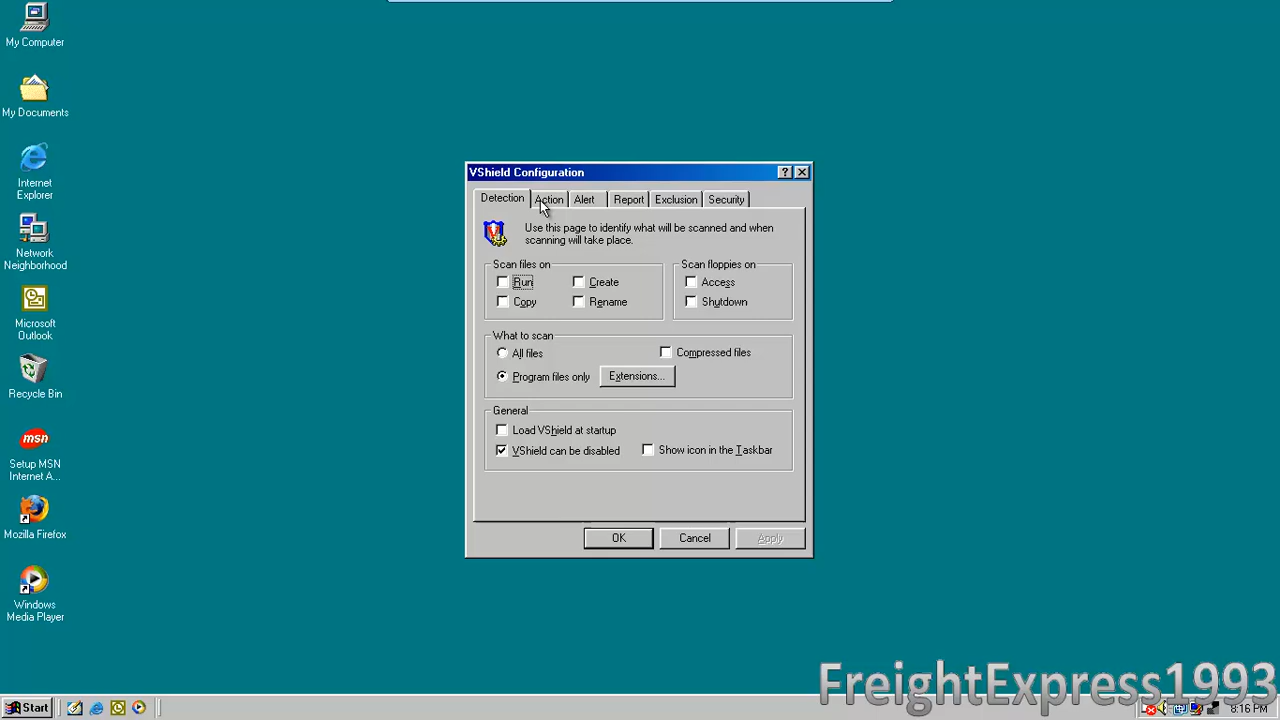 My Computer
My Documents
Internet
Explorer
Network
Neighborhood
Microsoft
Outlook
Recycle Bin
Setup MSN
Internet A...
Mozilla Firefox
Windows
Media Player
VShield Configuration
Detection Action Alert Report Exclusion Security
Use this page to identify what will be scanned and when
scanning will take place.
Scan files on
Run Create
Copy Rename
Scan floppies on
Access
Shutdown
What to scan
All files Compressed files
Program files only Extensions...
General
Load VShield at startup
VShield can be disabled Show icon in the Taskbar
OK Cancel Apply
FreightExpress1993
Start 8:16 PM